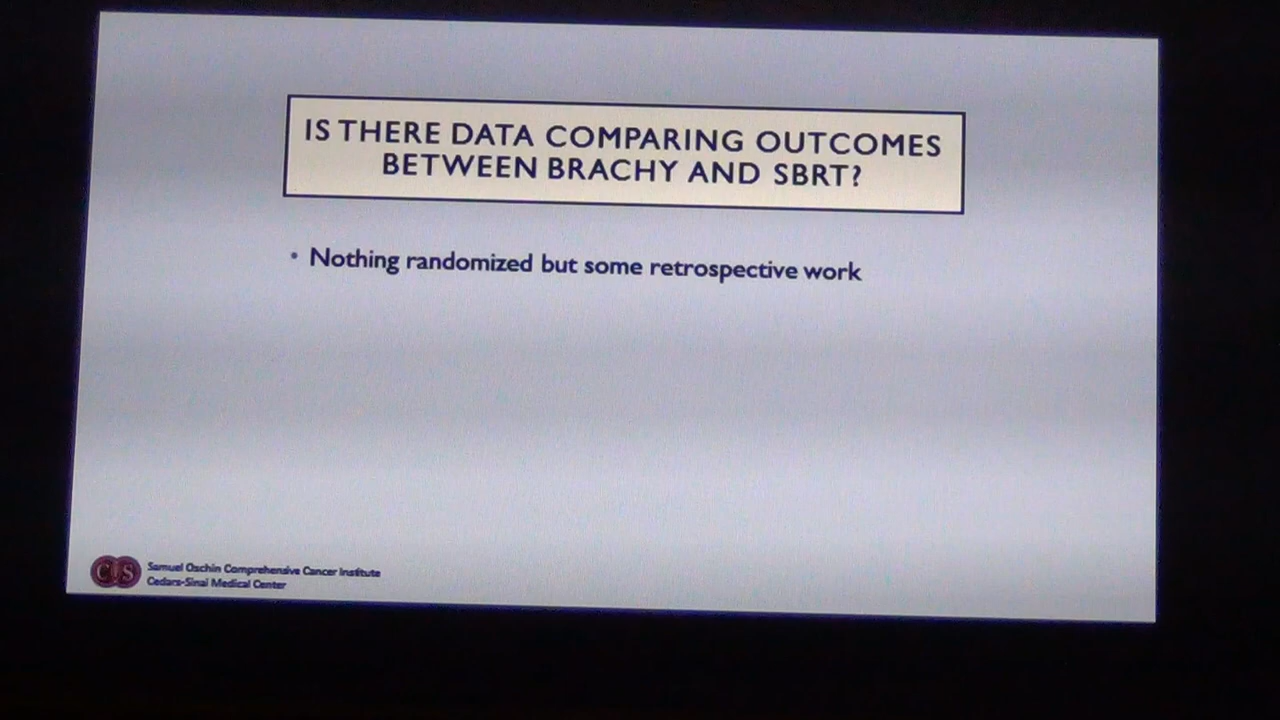 IS THERE DATA COMPARING OUTCOMES
BETWEEN BRACHY AND SBRT?
• Nothing randomized but some retrospective work
CS
Samuel Oschin Comprehensive Cancer Institute
Cedars-Sinai Medical Center